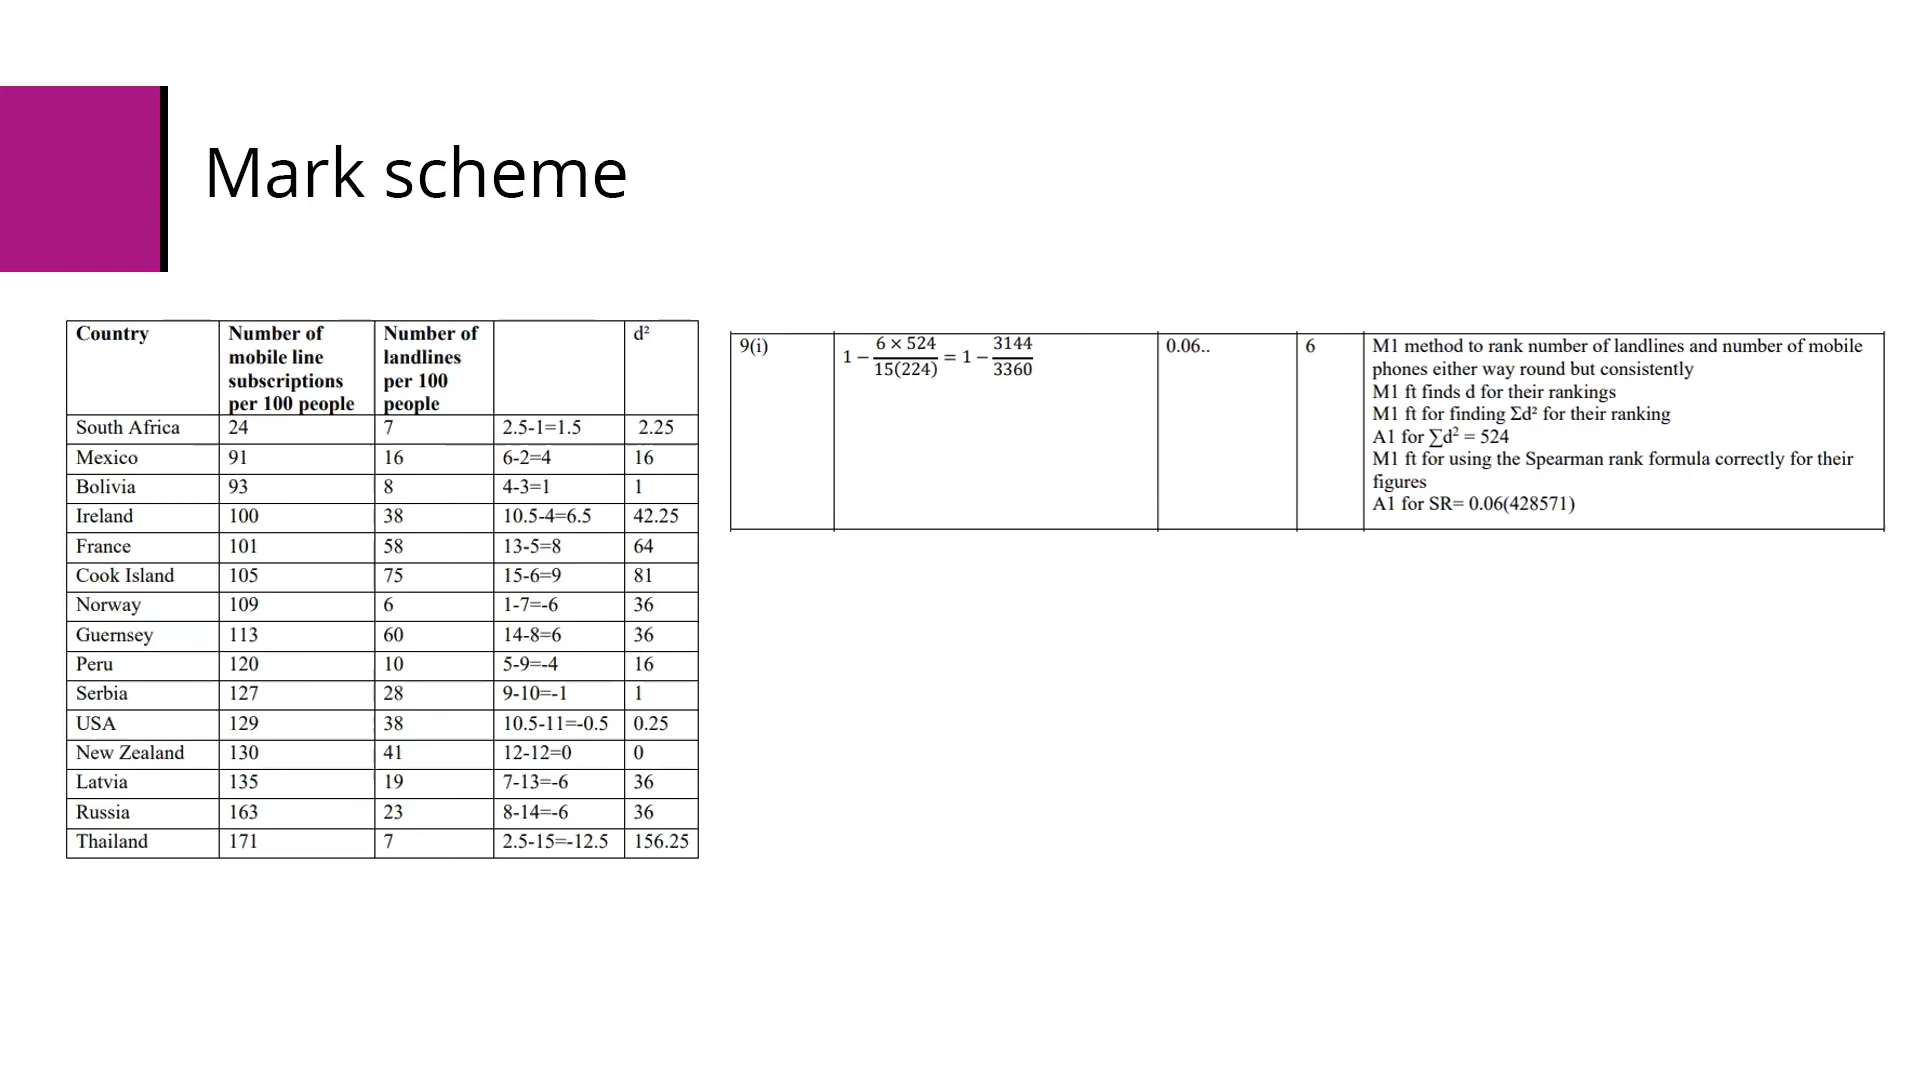 Mark scheme
Country Number of mobile line subscriptions per 100 people Number of landlines per 100 people d²
South Africa 24 7 2.5-1=1.5 2.25
Mexico 91 16 6-2=4 16
Bolivia 93 8 4-3=1 1
Ireland 100 38 10.5-4=6.5 42.25
France 101 58 13-5=8 64
Cook Island 105 75 15-6=9 81
Norway 109 6 1-7=-6 36
Guernsey 113 60 14-8=6 36
Peru 120 10 5-9=-4 16
Serbia 127 28 9-10=-1 1
USA 129 38 10.5-11=-0.5 0.25
New Zealand 130 41 12-12=0 0
Latvia 135 19 7-13=-6 36
Russia 163 23 8-14=-6 36
Thailand 171 7 2.5-15=-12.5 156.25
9(i) 1 − (6 × 524)/(15(224)) = 1 − 3144/3360 0.06.. 6
M1 method to rank number of landlines and number of mobile
phones either way round but consistently
M1 ft finds d for their rankings
M1 ft for finding Σd² for their ranking
A1 for ∑d² = 524
M1 ft for using the Spearman rank formula correctly for their
figures
A1 for SR= 0.06(428571)